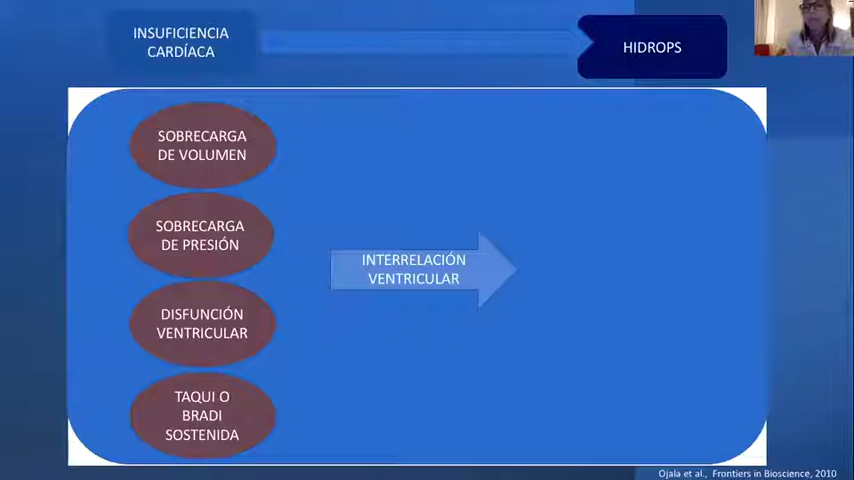 INSUFICIENCIA
CARDÍACA
HIDROPS
SOBRECARGA
DE VOLUMEN
SOBRECARGA
DE PRESIÓN
INTERRELACIÓN
VENTRICULAR
DISFUNCIÓN
VENTRICULAR
TAQUI O
BRADI
SOSTENIDA
Ojala et al., Frontiers in Bioscience, 2010